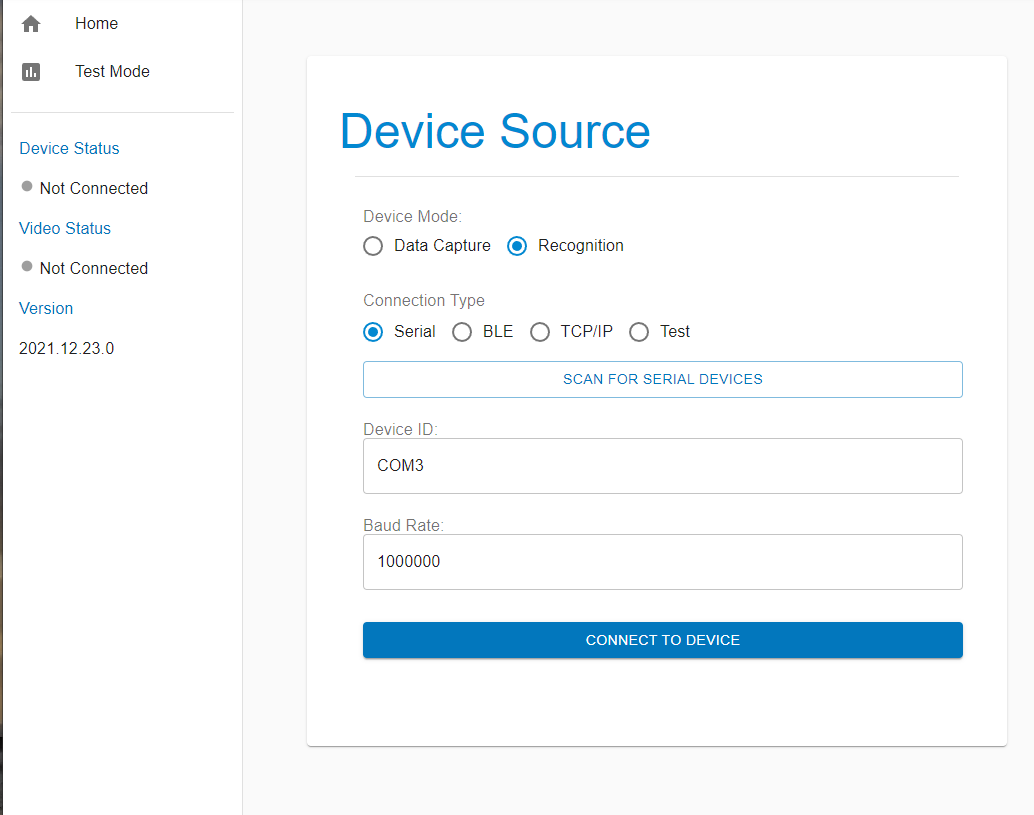 Home
Test Mode
Device Status
Not Connected
Video Status
Not Connected
Version
2021.12.23.0
Device Source
Device Mode:
Data Capture Recognition
Connection Type
Serial BLE TCP/IP Test
SCAN FOR SERIAL DEVICES
Device ID:
COM3
Baud Rate:
1000000
CONNECT TO DEVICE